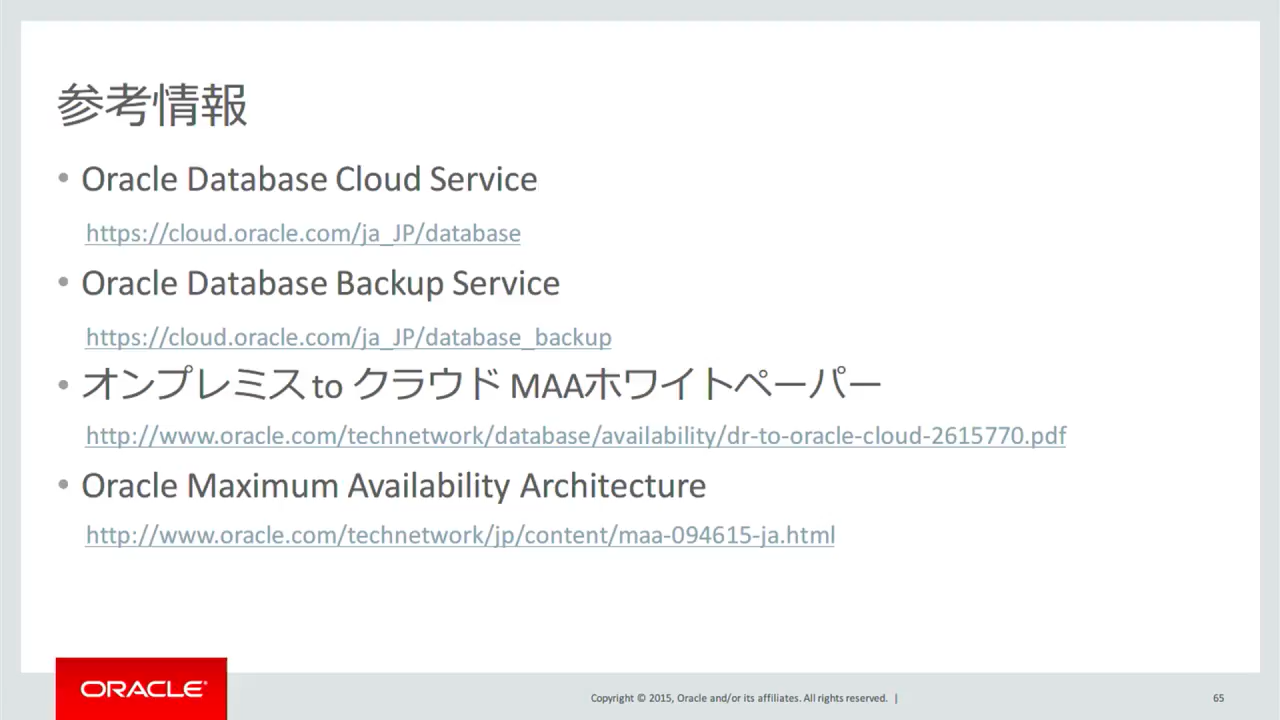 参考情報
• Oracle Database Cloud Service
https://cloud.oracle.com/ja_JP/database
• Oracle Database Backup Service
https://cloud.oracle.com/ja_JP/database_backup
• オンプレミス to クラウド MAAホワイトペーパー
http://www.oracle.com/technetwork/database/availability/dr-to-oracle-cloud-2615770.pdf
• Oracle Maximum Availability Architecture
http://www.oracle.com/technetwork/jp/content/maa-094615-ja.html
ORACLE®
Copyright © 2015, Oracle and/or its affiliates. All rights reserved. |
65